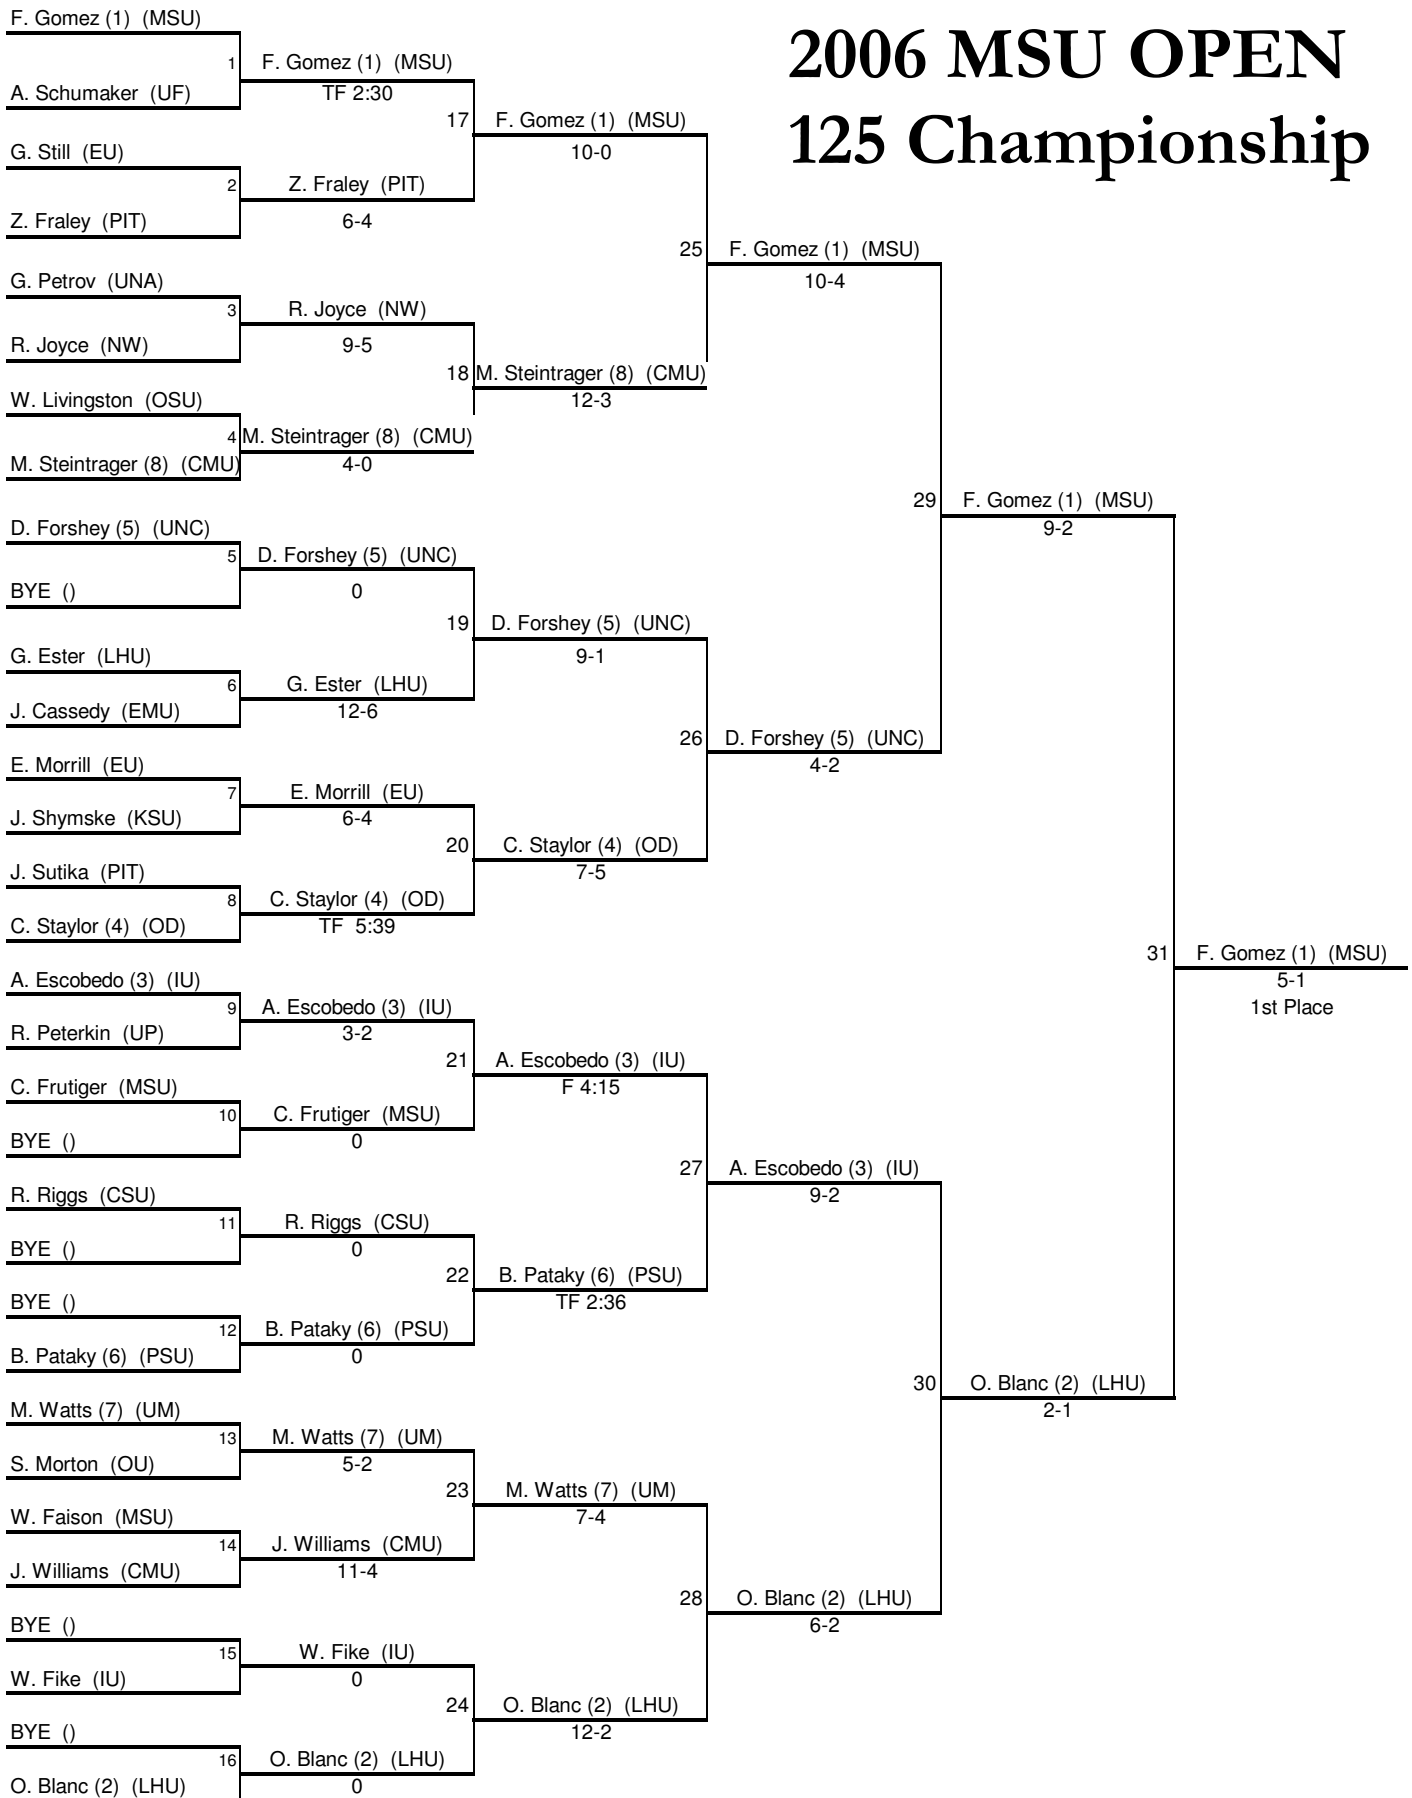 2006 MSU OPEN
125 Championship
F. Gomez (1) (MSU)
1
A. Schumaker (UF)
G. Still (EU)
2
Z. Fraley (PIT)
G. Petrov (UNA)
3
R. Joyce (NW)
W. Livingston (OSU)
4
M. Steintrager (8) (CMU)
D. Forshey (5) (UNC)
5
BYE ()
G. Ester (LHU)
6
J. Cassedy (EMU)
E. Morrill (EU)
7
J. Shymske (KSU)
J. Sutika (PIT)
8
C. Staylor (4) (OD)
A. Escobedo (3) (IU)
9
R. Peterkin (UP)
C. Frutiger (MSU)
10
BYE ()
R. Riggs (CSU)
11
BYE ()
BYE ()
12
B. Pataky (6) (PSU)
M. Watts (7) (UM)
13
S. Morton (OU)
W. Faison (MSU)
14
J. Williams (CMU)
BYE ()
15
W. Fike (IU)
BYE ()
16
O. Blanc (2) (LHU)
F. Gomez (1) (MSU)
TF 2:30
17
Z. Fraley (PIT)
6-4
R. Joyce (NW)
9-5
18
M. Steintrager (8) (CMU)
4-0
D. Forshey (5) (UNC)
0
19
G. Ester (LHU)
12-6
E. Morrill (EU)
6-4
20
C. Staylor (4) (OD)
TF 5:39
A. Escobedo (3) (IU)
3-2
21
C. Frutiger (MSU)
0
R. Riggs (CSU)
0
22
B. Pataky (6) (PSU)
0
M. Watts (7) (UM)
5-2
23
J. Williams (CMU)
11-4
W. Fike (IU)
0
24
O. Blanc (2) (LHU)
0
F. Gomez (1) (MSU)
10-0
25
M. Steintrager (8) (CMU)
12-3
D. Forshey (5) (UNC)
9-1
26
C. Staylor (4) (OD)
7-5
A. Escobedo (3) (IU)
F 4:15
27
B. Pataky (6) (PSU)
TF 2:36
M. Watts (7) (UM)
7-4
28
O. Blanc (2) (LHU)
12-2
F. Gomez (1) (MSU)
10-4
29
D. Forshey (5) (UNC)
4-2
A. Escobedo (3) (IU)
9-2
30
O. Blanc (2) (LHU)
6-2
F. Gomez (1) (MSU)
9-2
31
O. Blanc (2) (LHU)
2-1
F. Gomez (1) (MSU)
5-1
1st Place